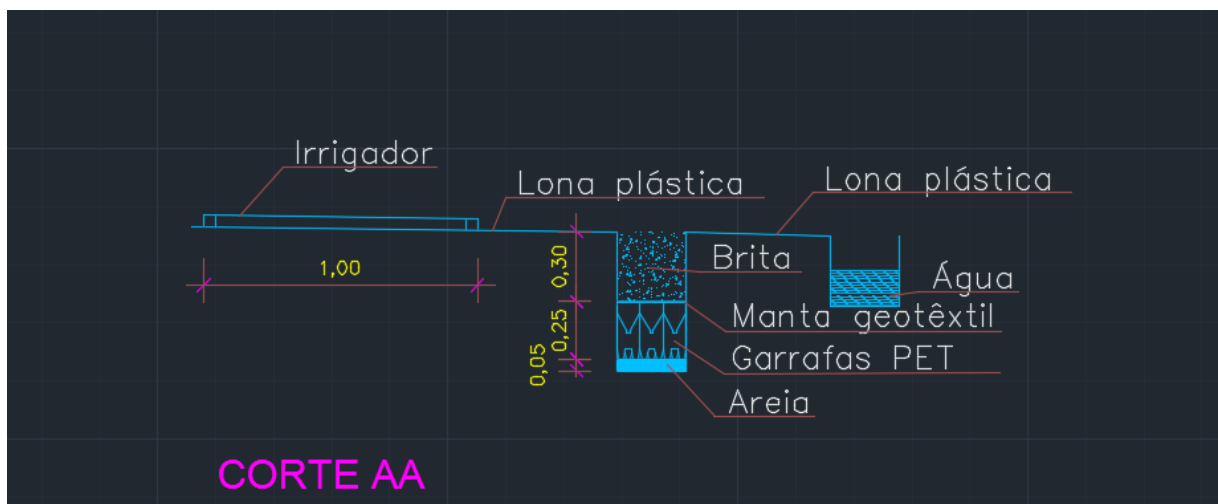 Irrigador
Lona plástica
Lona plástica
1,00
0,30
Brita
Água
0,25
Manta geotêxtil
Garrafas PET
0,05
Areia
CORTE AA